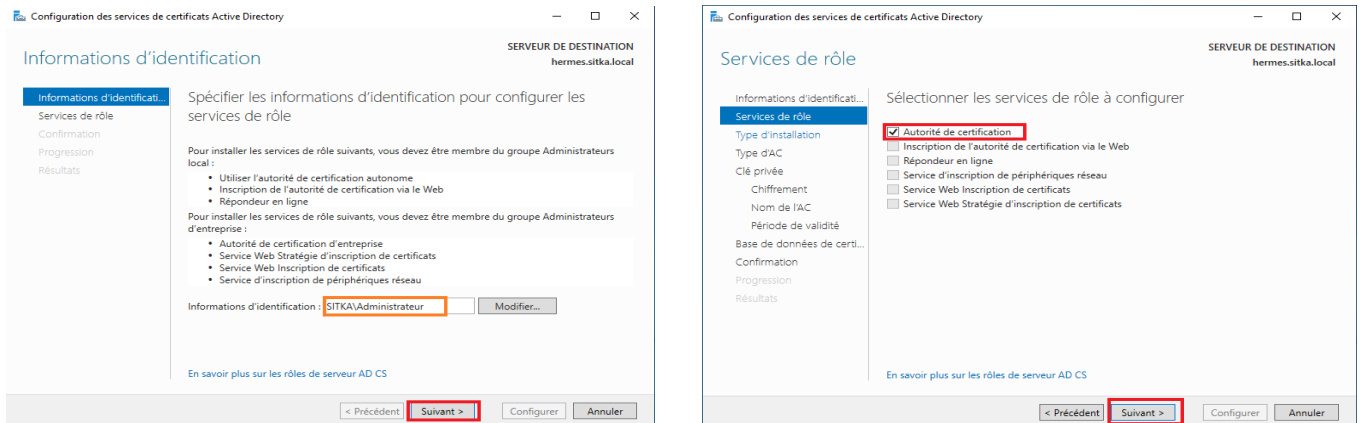 Configuration des services de certificats Active Directory
Informations d'identification
SERVEUR DE DESTINATION
hermes.sitka.local
Informations d'identificati...
Services de rôle
Confirmation
Progression
Résultats
Spécifier les informations d'identification pour configurer les
services de rôle
Pour installer les services de rôle suivants, vous devez être membre du groupe Administrateurs
local :
• Utiliser l'autorité de certification autonome
• Inscription de l'autorité de certification via le Web
• Répondeur en ligne
Pour installer les services de rôle suivants, vous devez être membre du groupe Administrateurs
d'entreprise :
• Autorité de certification d'entreprise
• Service Web Stratégie d'inscription de certificats
• Service Web Inscription de certificats
• Service d'inscription de périphériques réseau
Informations d'identification : SITKA\Administrateur Modifier...
En savoir plus sur les rôles de serveur AD CS
< Précédent Suivant > Configurer Annuler
Configuration des services de certificats Active Directory
Services de rôle
SERVEUR DE DESTINATION
hermes.sitka.local
Informations d'identificati...
Services de rôle
Type d'installation
Type d'AC
Clé privée
Chiffrement
Nom de l'AC
Période de validité
Base de données de certi...
Confirmation
Progression
Résultats
Sélectionner les services de rôle à configurer
Autorité de certification
Inscription de l'autorité de certification via le Web
Répondeur en ligne
Service d'inscription de périphériques réseau
Service Web Inscription de certificats
Service Web Stratégie d'inscription de certificats
En savoir plus sur les rôles de serveur AD CS
< Précédent Suivant > Configurer Annuler